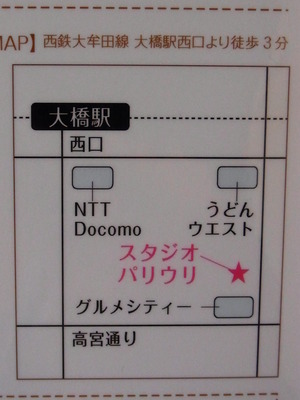 MAP】西鉄大牟田線 大橋駅西口より徒歩3分
大橋駅
西口
NTT
Docomo
うどん
ウエスト
スタジオ
パリウリ
★
グルメシティー
高宮通り